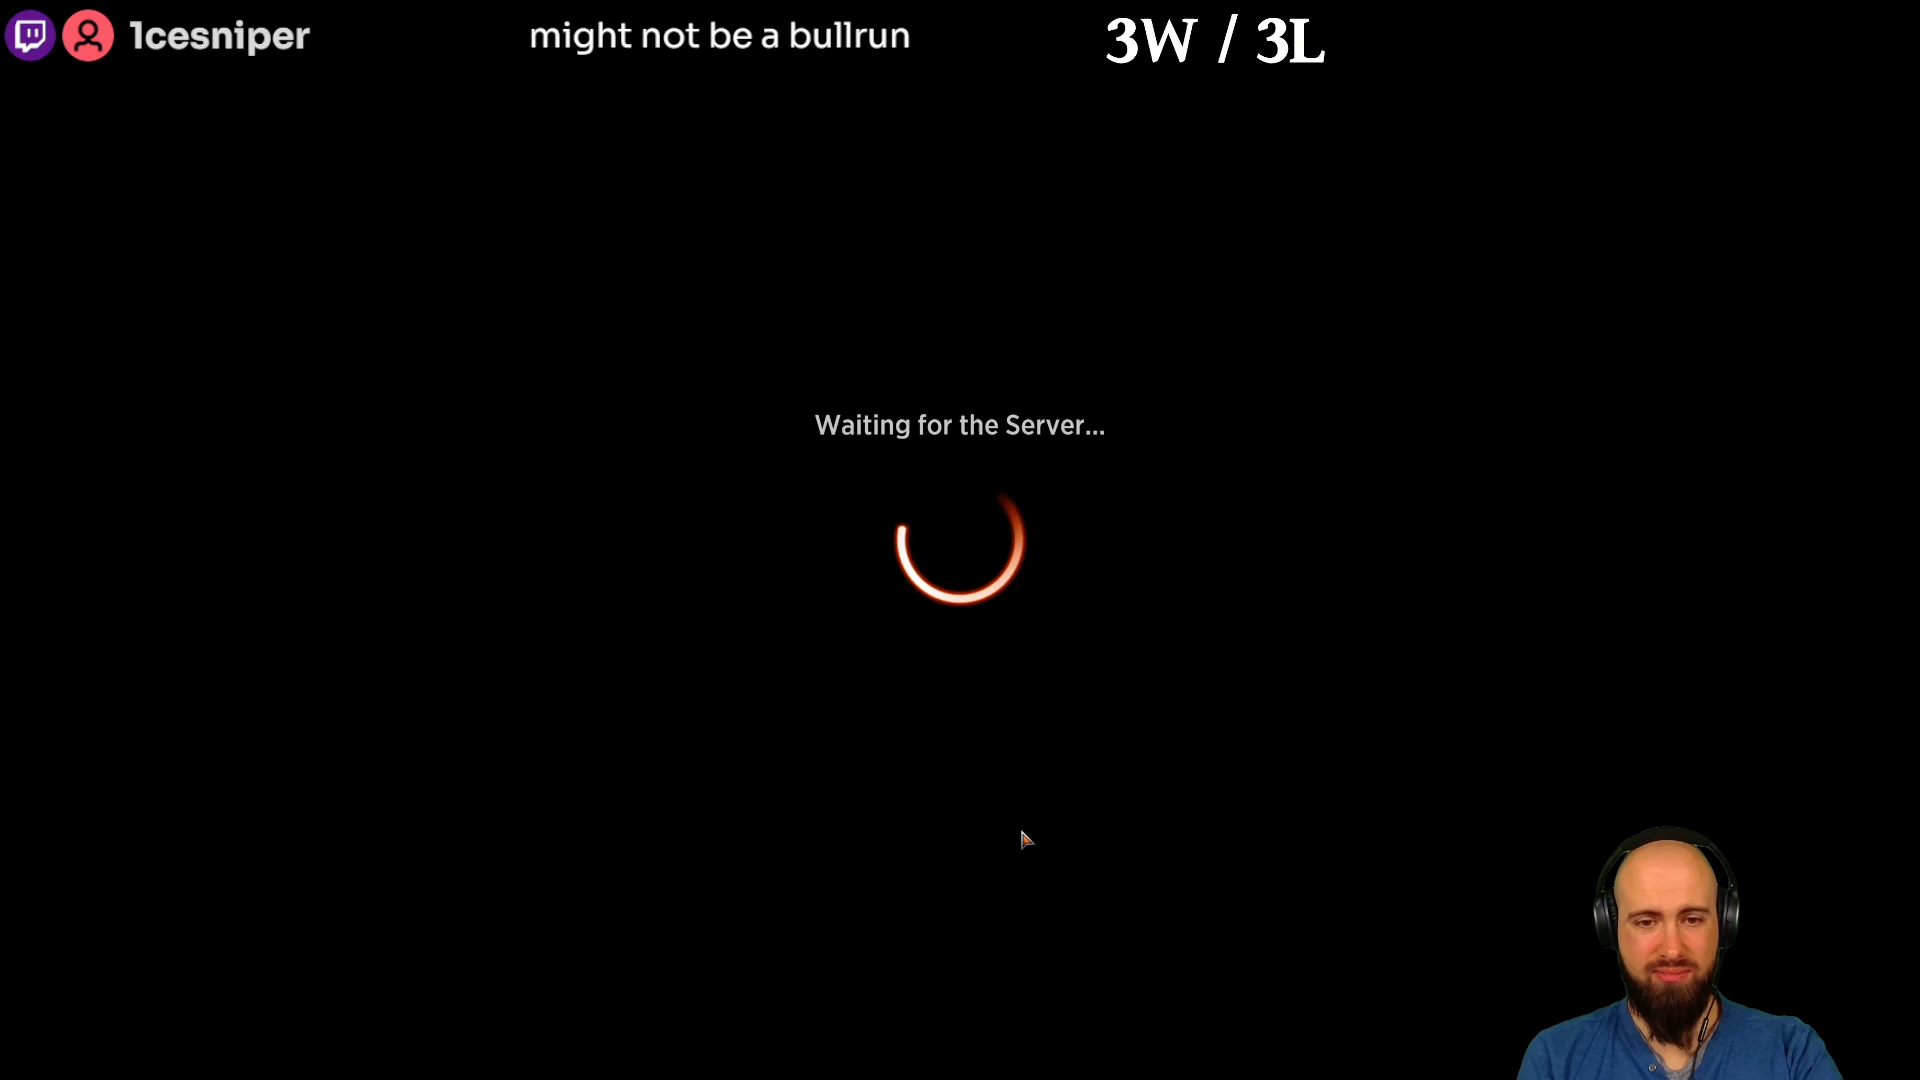 1cesniper
might not be a bullrun
3W / 3L
Waiting for the Server...